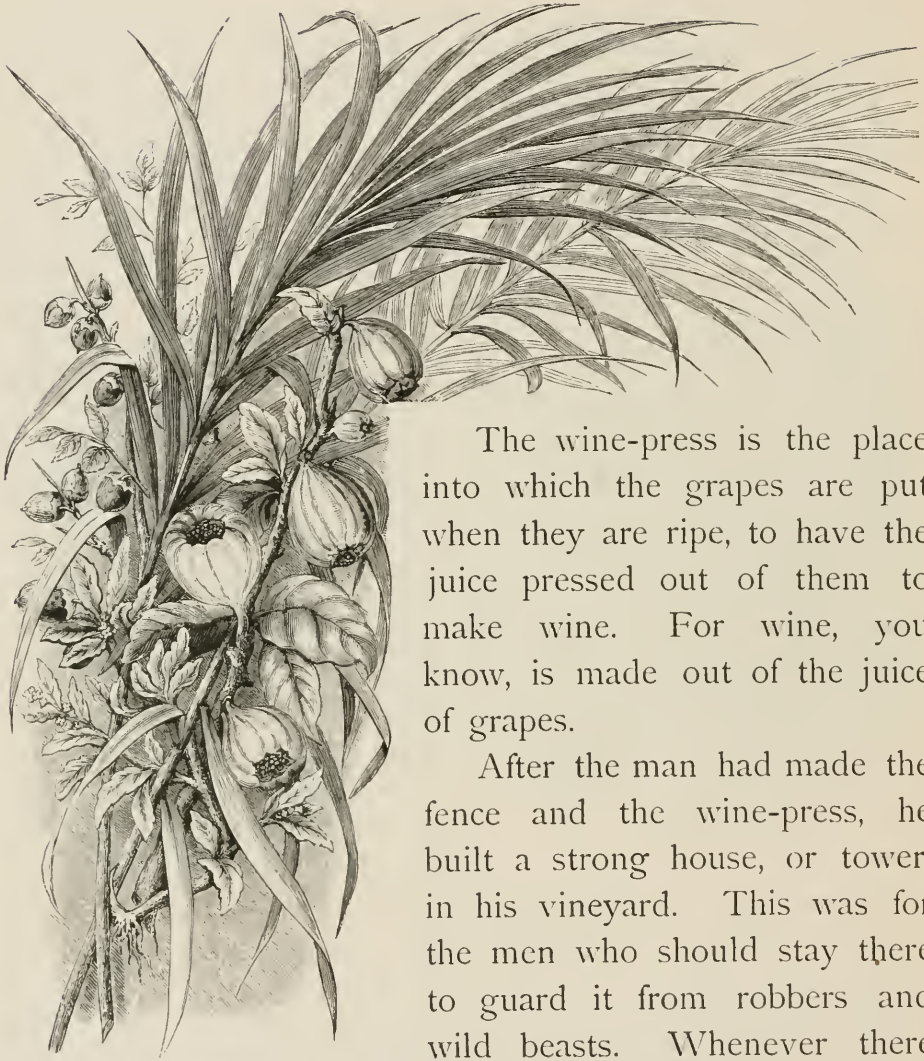 The wine-press is the place
into which the grapes are put
when they are ripe, to have the
juice pressed out of them to
make wine. For wine, you
know, is made out of the juice
of grapes.
After the man had made the
fence and the wine-press, he
built a strong house, or tower
in his vineyard. This was for
the men who should stay there
to guard it from robbers and
wild beasts. Whenever there